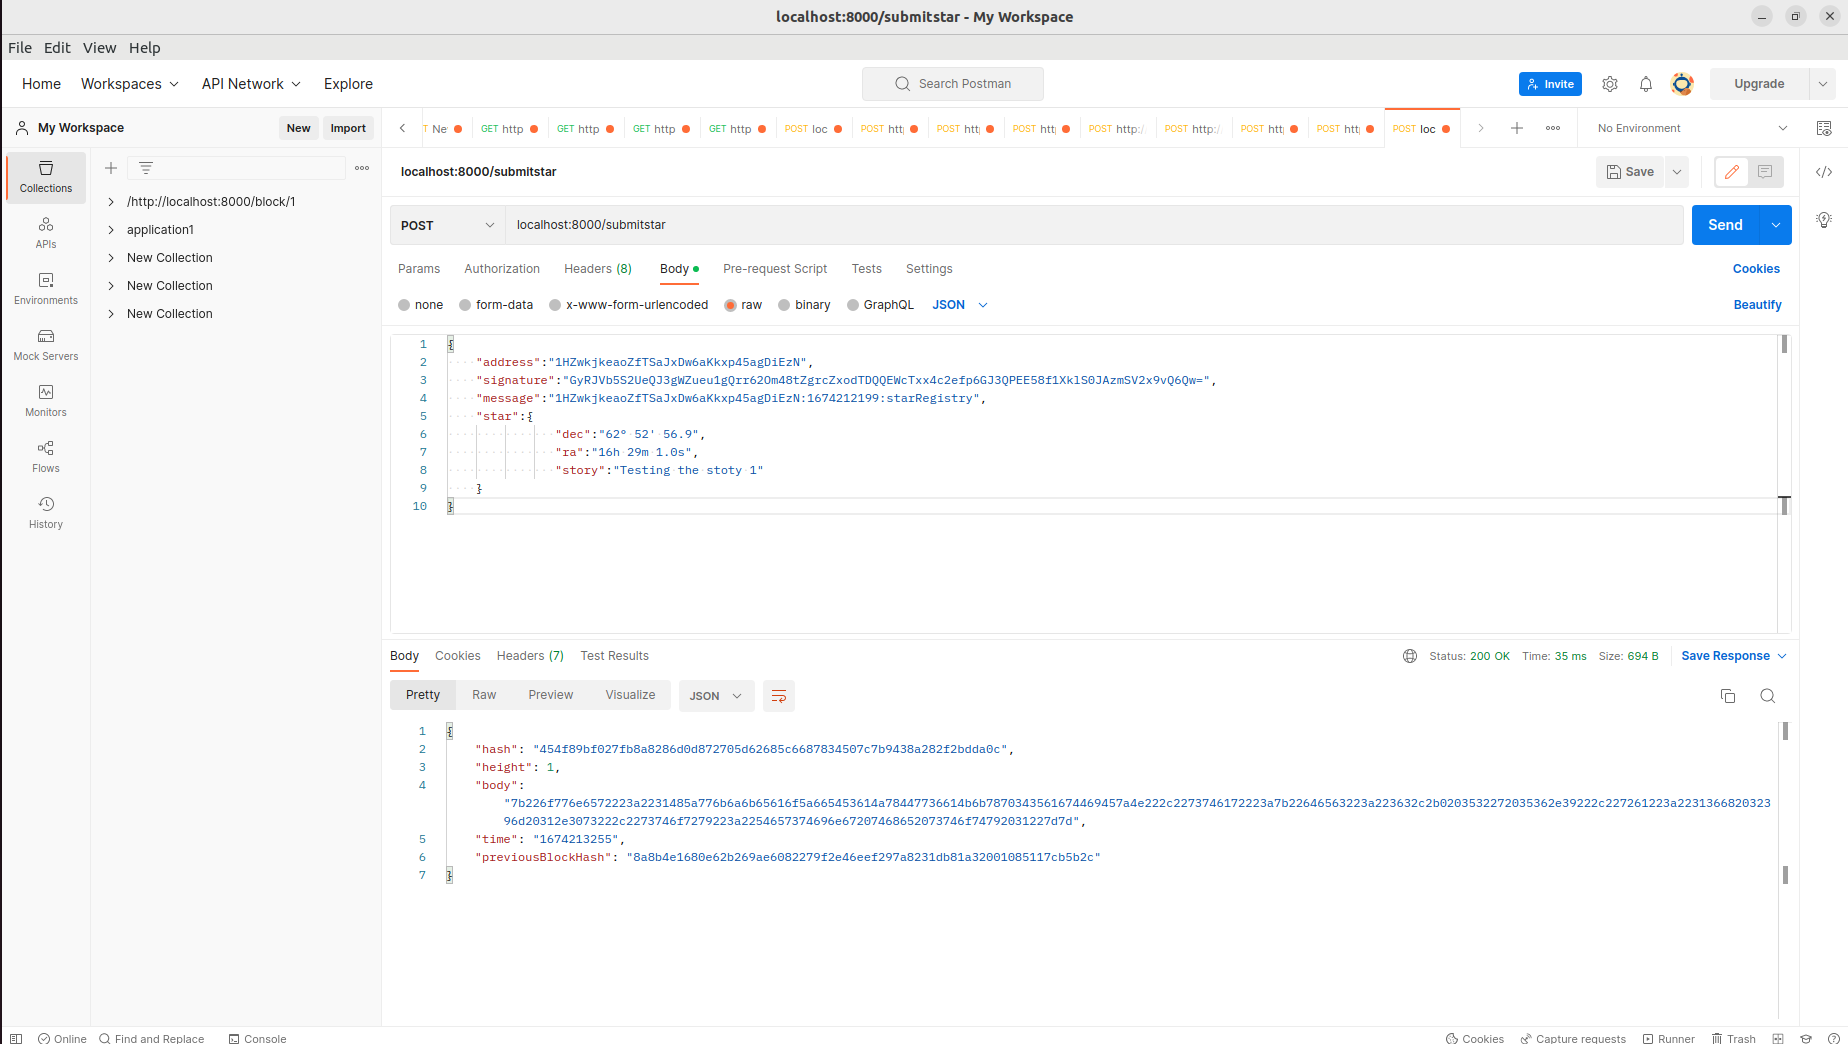 localhost:8000/submitstar - My Workspace
File Edit View Help
Home Workspaces API Network Explore
Search Postman
Invite
Upgrade
My Workspace
New Import
Ne
GET http
GET http
GET http
GET http
POST loc
POST htt
POST htt
POST htt
POST http:/
POST http:/
POST htt
POST htt
POST loc
No Environment
Collections
APIs
Environments
Mock Servers
Monitors
Flows
History
/http://localhost:8000/block/1
application1
New Collection
New Collection
New Collection
localhost:8000/submitstar
Save
POST localhost:8000/submitstar
Send
Params Authorization Headers (8) Body Pre-request Script Tests Settings
Cookies
none form-data x-www-form-urlencoded raw binary GraphQL JSON
Beautify
1 {
2 "address":"1HZwkjkeaoZfTSaJxDw6aKkxp45agDiEzN",
3 "signature":"GyRJVb5S2UeQJ3gWZueu1gQrr62Om48tZgrcZxodTDQQEWcTxx4c2efp6GJ3QPEE58f1XklS0JAzmSV2x9vQ6Qw=",
4 "message":"1HZwkjkeaoZfTSaJxDw6aKkxp45agDiEzN:1674212199:starRegistry",
5 "star":{
6 "dec":"62° 52' 56.9",
7 "ra":"16h 29m 1.0s",
8 "story":"Testing the stoty 1"
9 }
10 }
Body Cookies Headers (7) Test Results
Status: 200 OK Time: 35 ms Size: 694 B
Save Response
Pretty Raw Preview Visualize JSON
1 {
2 "hash": "454f89bf027fb8a8286d0d872705d62685c6687834507c7b9438a282f2bdda0c",
3 "height": 1,
4 "body":
"7b226f776e6572223a2231485a776b6a6b65616f5a665453614a78447736614b6b7870343561674469457a4e222c2273746172223a7b22646563223a223632c2b0203532272035362e39222c227261223a22313668203239
6d20312e3073222c2273746f7279223a2254657374696e67207468652073746f74792031227d7d",
5 "time": "1674213255",
6 "previousBlockHash": "8a8b4e1680e62b269ae6082279f2e46eef297a8231db81a32001085117cb5b2c"
7 }
Online Find and Replace Console
Cookies Capture requests Runner Trash